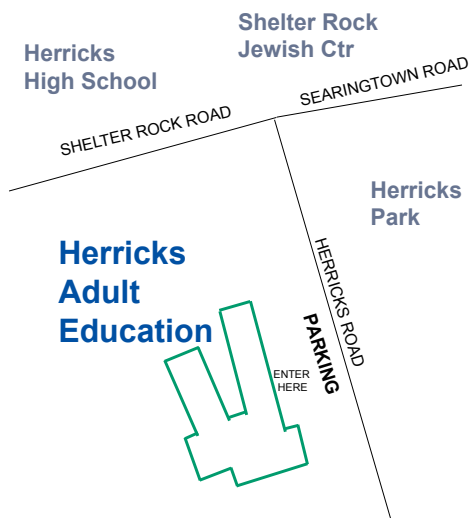 Shelter Rock
Jewish Ctr
Herricks
High School
SEARINGTOWN ROAD
SHELTER ROCK ROAD
Herricks
Park
Herricks
Adult
Education
HERRICKS ROAD
PARKING
ENTER
HERE